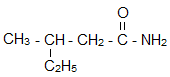 O
CH₃ - CH - CH₂ - C - NH₂
C₂H₅